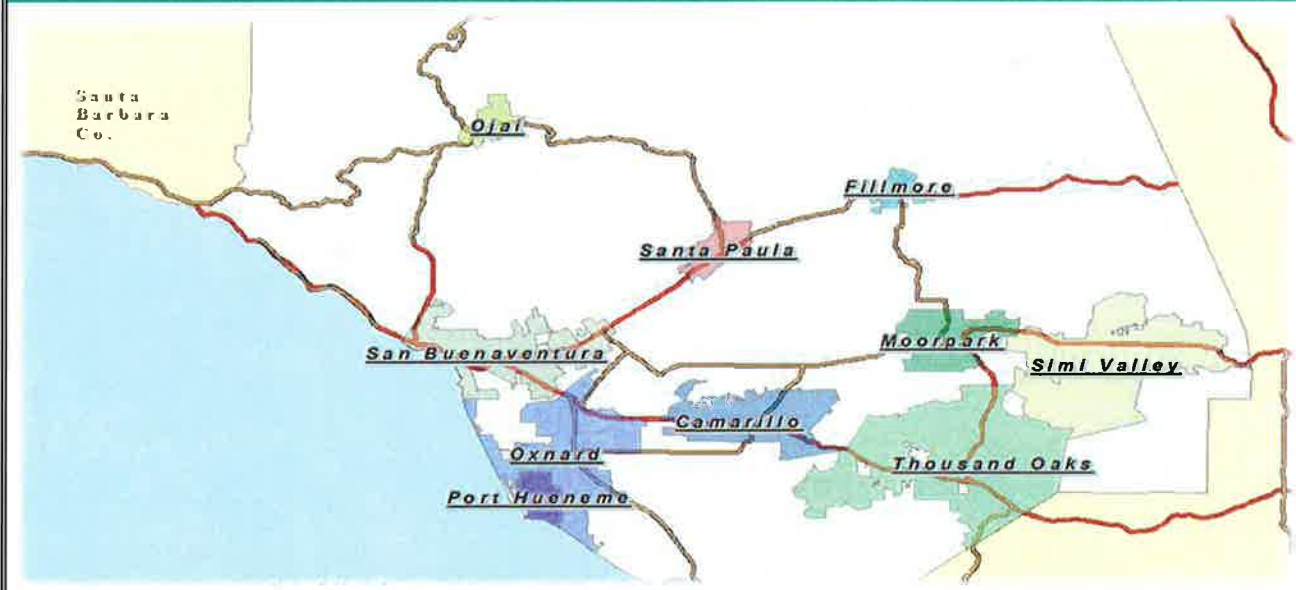 Santa
Barbara
Co.
Ojai
Fillmore
Santa Paula
San Buenaventura
Moorpark
Simi Valley
Camarillo
Oxnard
Thousand Oaks
Port Hueneme